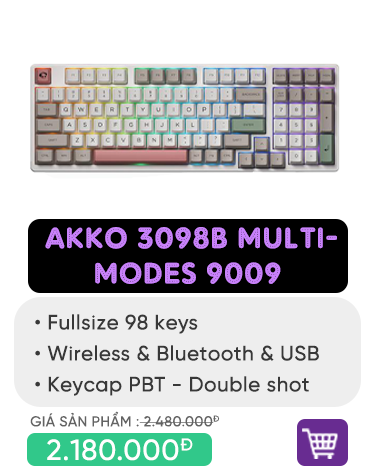 AKKO 3098B MULTI-
MODES 9009
• Fullsize 98 keys
• Wireless & Bluetooth & USB
• Keycap PBT - Double shot
GIÁ SẢN PHẨM : 2.480.000Đ
2.180.000Đ